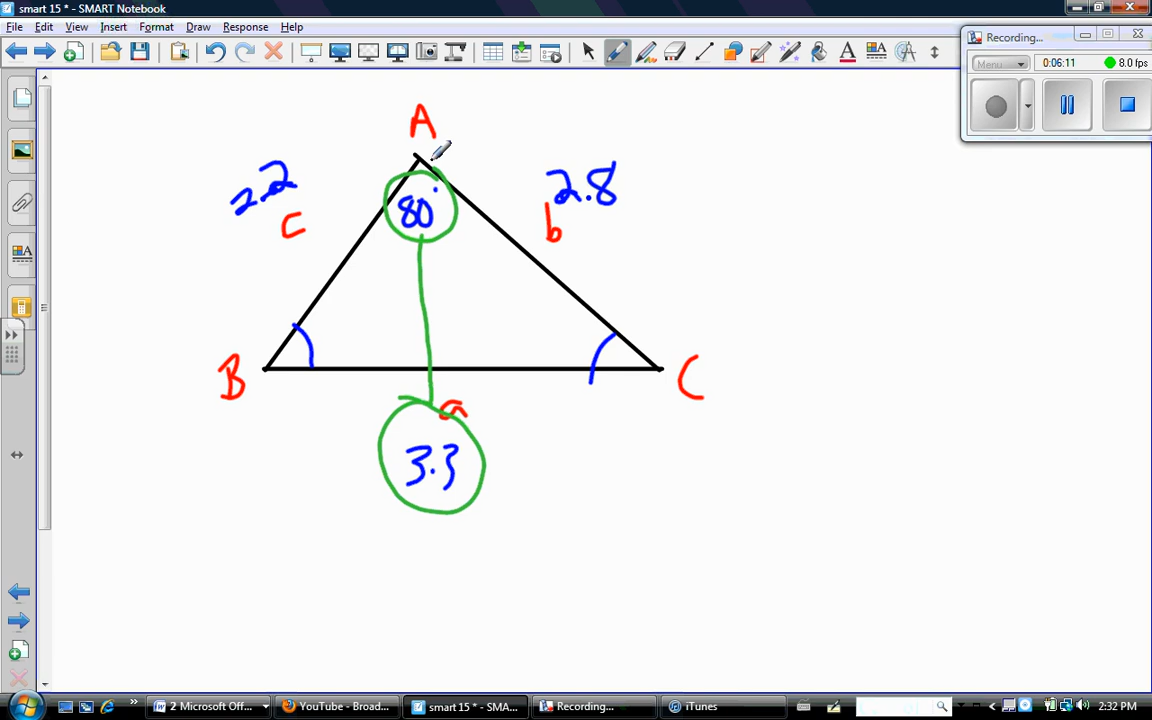 smart 15 * - SMART Notebook
File Edit View Insert Format Draw Response Help
Recording...
Menu 0:06:11 8.0 fps
A
2.2
c
80°
2.8
b
B
C
a
3.3
2 Microsoft Off...
YouTube - Broad...
smart 15 * - SMA...
Recording...
iTunes
2:32 PM